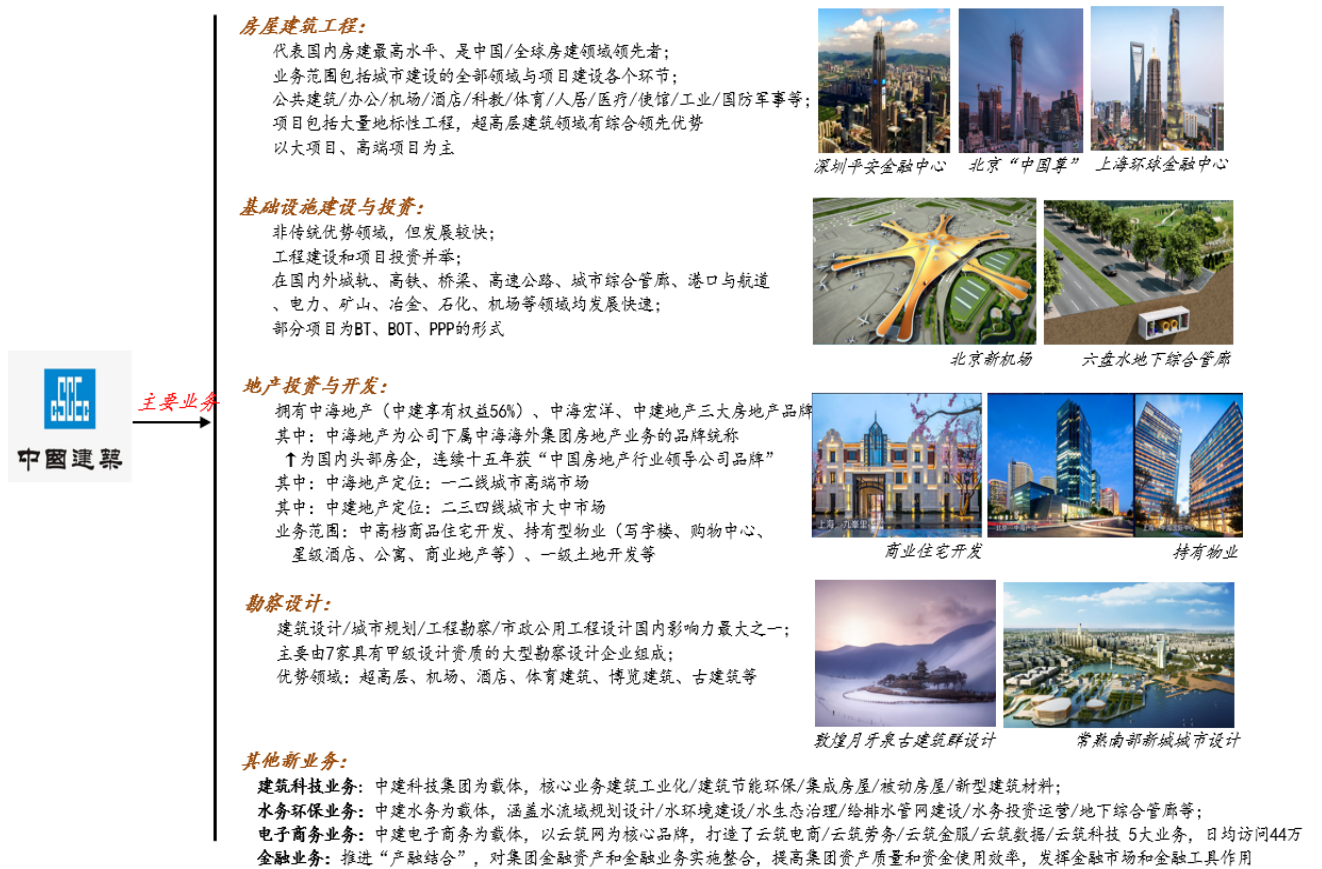 房屋建筑工程：
代表国内房建最高水平、是中国/全球房建领域领先者；
业务范围包括城市建设的全部领域与项目建设各个环节；
公共建筑/办公/机场/酒店/科教/体育/人居/医疗/使馆/工业/国防军事等；
项目包括大量地标性工程，超高层建筑领域有综合领先优势
以大项目、高端项目为主
深圳平安金融中心
北京“中国尊”
上海环球金融中心
基础设施建设与投资：
非传统优势领域，但发展较快；
工程建设和项目投资并举；
在国内外城轨、高铁、桥梁、高速公路、城市综合管廊、港口与航道
、电力、矿山、冶金、石化、机场等领域均发展快速；
部分项目为BT、BOT、PPP的形式
北京新机场
六盘水地下综合管廊
CSCEC
中國建築
主要业务
地产投资与开发：
拥有中海地产（中建享有权益56%）、中海宏洋、中建地产三大房地产品牌
其中：中海地产为公司下属中海海外集团房地产业务的品牌统称
↑为国内头部房企，连续十五年获“中国房地产行业领导公司品牌”
其中：中海地产定位：一二线城市高端市场
其中：中建地产定位：二三四线城市大中市场
业务范围：中高档商品住宅开发、持有型物业（写字楼、购物中心、
星级酒店、公寓、商业地产等）、一级土地开发等
上海，九峯里
商业住宅开发
持有物业
勘察设计：
建筑设计/城市规划/工程勘察/市政公用工程设计国内影响力最大之一；
主要由7家具有甲级设计资质的大型勘察设计企业组成；
优势领域：超高层、机场、酒店、体育建筑、博览建筑、古建筑等
敦煌月牙泉古建筑群设计
常熟南部新城城市设计
其他新业务：
建筑科技业务：中建科技集团为载体，核心业务建筑工业化/建筑节能环保/集成房屋/被动房屋/新型建筑材料；
水务环保业务：中建水务为载体，涵盖水流域规划设计/水环境建设/水生态治理/给排水管网建设/水务投资运营/地下综合管廊等；
电子商务业务：中建电子商务为载体，以云筑网为核心品牌，打造了云筑电商/云筑劳务/云筑金服/云筑数据/云筑科技 5大业务，日均访问44万
金融业务：推进“产融结合”，对集团金融资产和金融业务实施整合，提高集团资产质量和资金使用效率，发挥金融市场和金融工具作用